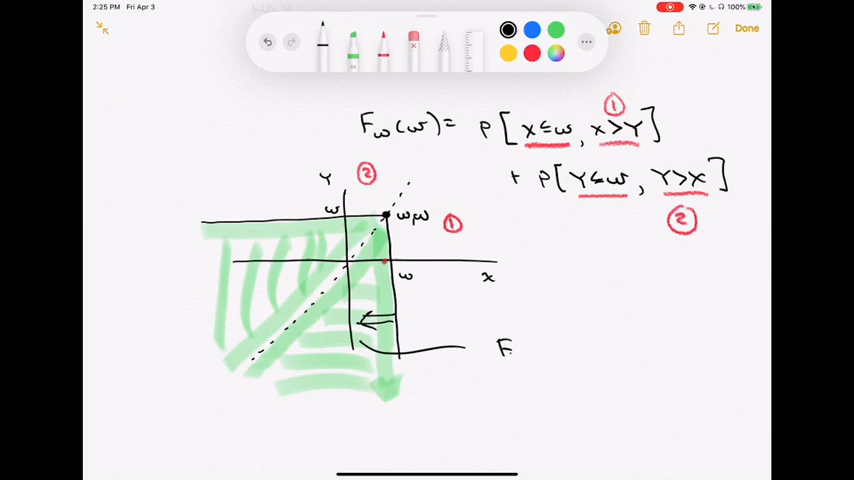 2:25 PM Fri Apr 3
100%
Done
①
F_W(w) = P[X≤w, X>Y]
+ P[Y≤w, Y>X]
②
Y ②
w
w,w ①
w
x
F